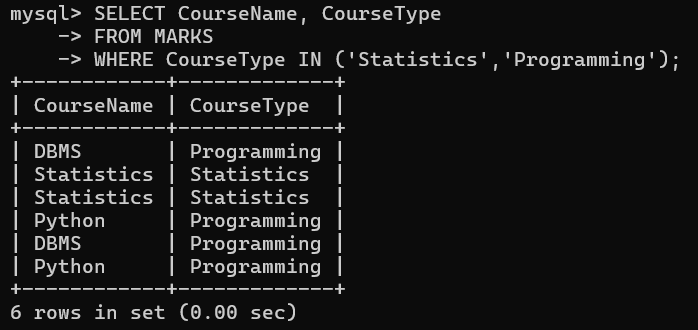 mysql> SELECT CourseName, CourseType
    -> FROM MARKS
    -> WHERE CourseType IN ('Statistics','Programming');
+------------+-------------+
| CourseName | CourseType  |
+------------+-------------+
| DBMS       | Programming |
| Statistics | Statistics  |
| Statistics | Statistics  |
| Python     | Programming |
| DBMS       | Programming |
| Python     | Programming |
+------------+-------------+
6 rows in set (0.00 sec)